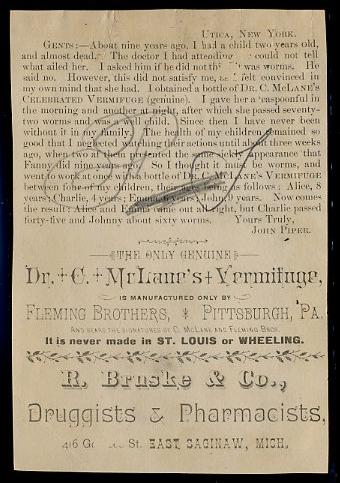 UTICA, NEW YORK.
GENTS:—About nine years ago, I had a child two years old,
and almost dead. The doctor I had attending could not tell
what ailed her. I asked him if he did not was worms. He
said no. However, this did not satisfy me, felt convinced in
my own mind that she had. I obtained a bottle of DR. C. MCLANE'S
CELEBRATED VERMIFUGE (genuine). I gave her a teaspoonful in
the morning and another at night, after which she passed seventy-
two worms and was a well child. Since then I have never been
without it in my family. The health of my children remained so
good that I neglected watching their actions until about three weeks
ago, when two of them presented the same sickly appearance that
Fanny did nine years ago. So I thought it must be worms, and
went to work at once with a bottle of DR. C. MCLANE'S VERMIFUGE
between four of my children, their ages being as follows: Alice, 8
years; Charlie, 4 years; Emma, 6 years; John, 9 years. Now comes
the result: Alice and Emma came out all right, but Charlie passed
forty-five and Johnny about sixty worms. Yours Truly,
JOHN PIPER.
THE ONLY GENUINE
Dr. + C. + McLane's + Vermifuge,
IS MANUFACTURED ONLY BY
FLEMING BROTHERS, * PITTSBURGH, PA.
AND BEARS THE SIGNATURES OF C. MCLANE AND FLEMING BROS.
It is never made in ST. LOUIS or WHEELING.
R. Bruske & Co.,
Druggists & Pharmacists,
416 St. EAST SAGINAW, MICH.